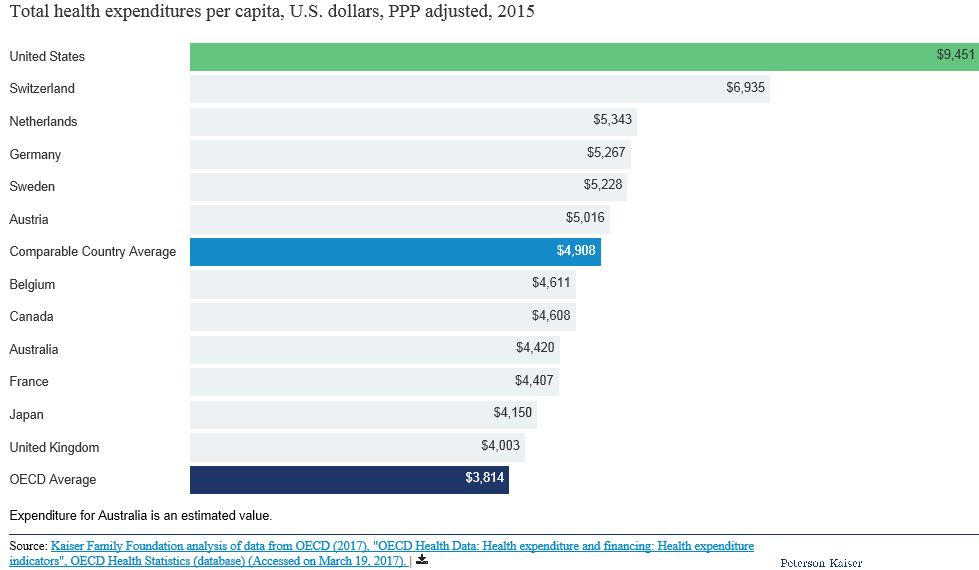 Total health expenditures per capita, U.S. dollars, PPP adjusted, 2015
United States $9,451
Switzerland $6,935
Netherlands $5,343
Germany $5,267
Sweden $5,228
Austria $5,016
Comparable Country Average $4,908
Belgium $4,611
Canada $4,608
Australia $4,420
France $4,407
Japan $4,150
United Kingdom $4,003
OECD Average $3,814
Expenditure for Australia is an estimated value.
Source: Kaiser Family Foundation analysis of data from OECD (2017), "OECD Health Data: Health expenditure and financing: Health expenditure
indicators", OECD Health Statistics (database) (Accessed on March 19, 2017). |
Peterson-Kaiser